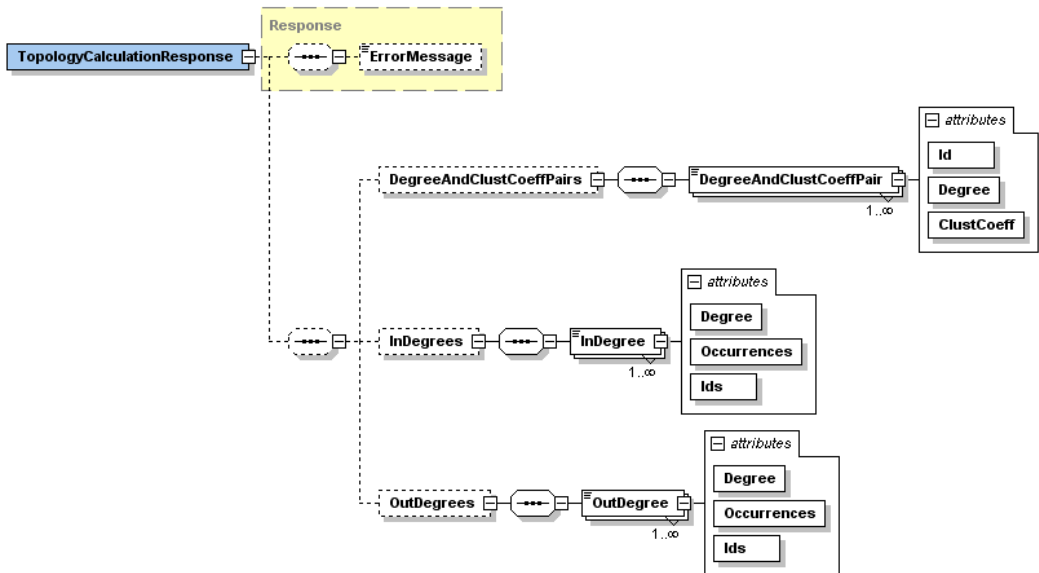 Response
TopologyCalculationResponse
ErrorMessage
attributes
Id
DegreeAndClustCoeffPairs
DegreeAndClustCoeffPair
Degree
1..∞
ClustCoeff
attributes
Degree
InDegrees
InDegree
Occurrences
1..∞
Ids
attributes
Degree
OutDegrees
OutDegree
Occurrences
1..∞
Ids